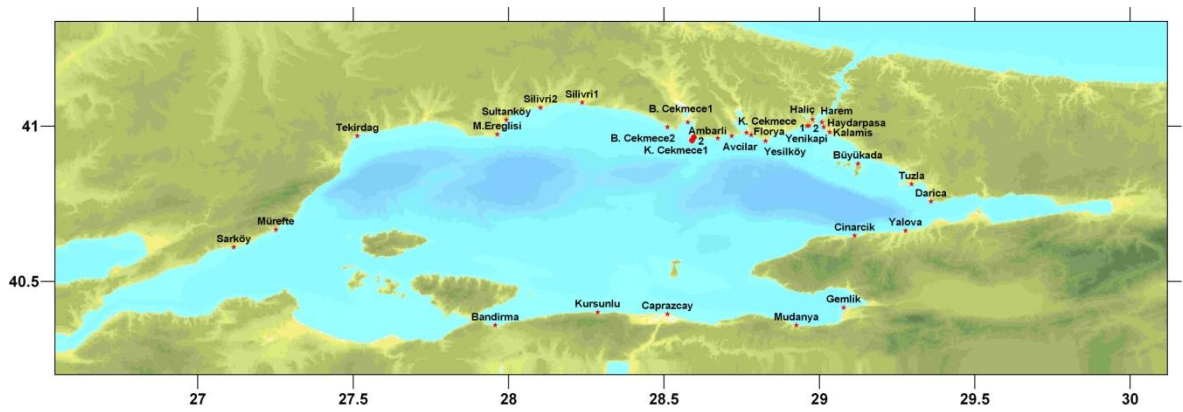 Silivri1
Silivri2
Sultanköy
M.Ereglisi
Tekirdag
41
B. Cekmece1
B. Cekmece2
Ambarli
2
K. Cekmece1
Avcilar
K. Cekmece
Florya
Yesilköy
Haliç
1
2
Yenikapi
Harem
Haydarpasa
Kalamis
Büyükada
Tuzla
Darica
Mürefte
Sarköy
Cinarcik
Yalova
40.5
Bandirma
Kursunlu
Caprazcay
Mudanya
Gemlik
27
27.5
28
28.5
29
29.5
30